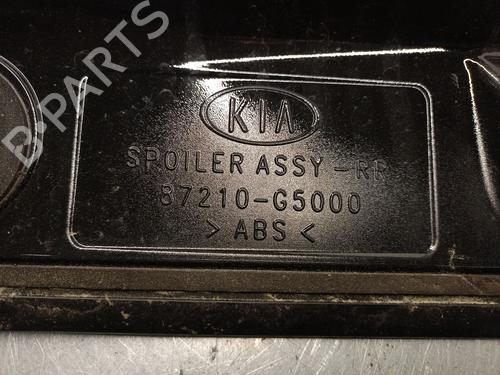 B-PARTS
KIA
SPOILER ASSY-RR
87210-G5000
> ABS <